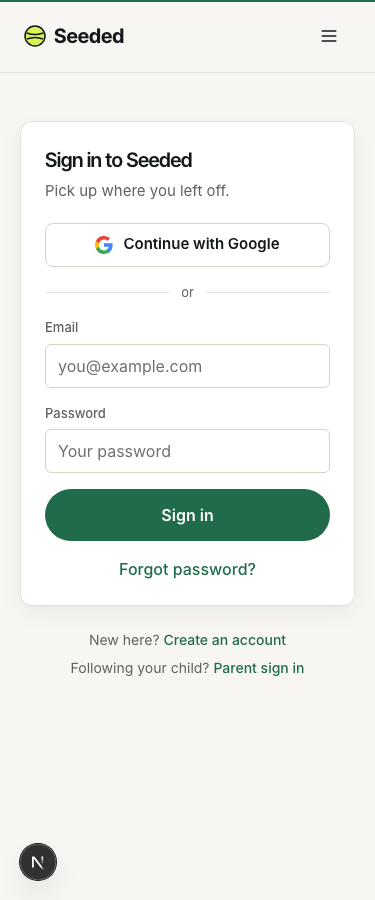 Seeded
Sign in to Seeded
Pick up where you left off.
Continue with Google
or
Email
you@example.com
Password
Your password
Sign in
Forgot password?
New here? Create an account
Following your child? Parent sign in
N